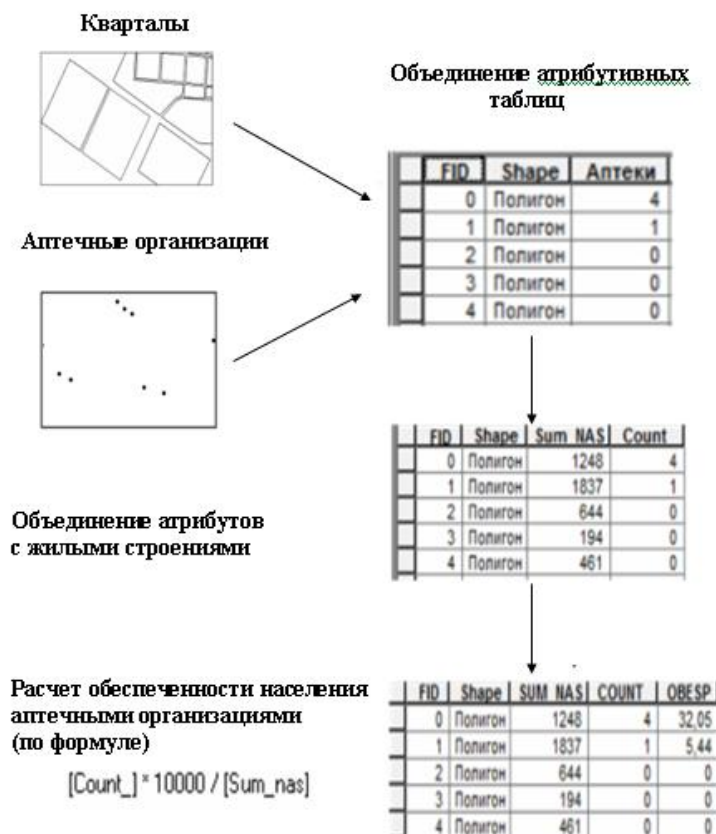 Кварталы
Объединение атрибутивных
таблиц
FID Shape Аптеки
0 Полигон 4
1 Полигон 1
2 Полигон 0
3 Полигон 0
4 Полигон 0
Аптечные организации
FID Shape Sum_NAS Count
0 Полигон 1248 4
1 Полигон 1837 1
2 Полигон 644 0
3 Полигон 194 0
4 Полигон 461 0
Объединение атрибутов
с жилыми строениями
Расчет обеспеченности населения
аптечными организациями
(по формуле)
[Count_] * 10000 / [Sum_nas]
FID Shape SUM_NAS COUNT OBESP
0 Полигон 1248 4 32,05
1 Полигон 1837 1 5,44
2 Полигон 644 0 0
3 Полигон 194 0 0
4 Полигон 461 0 0